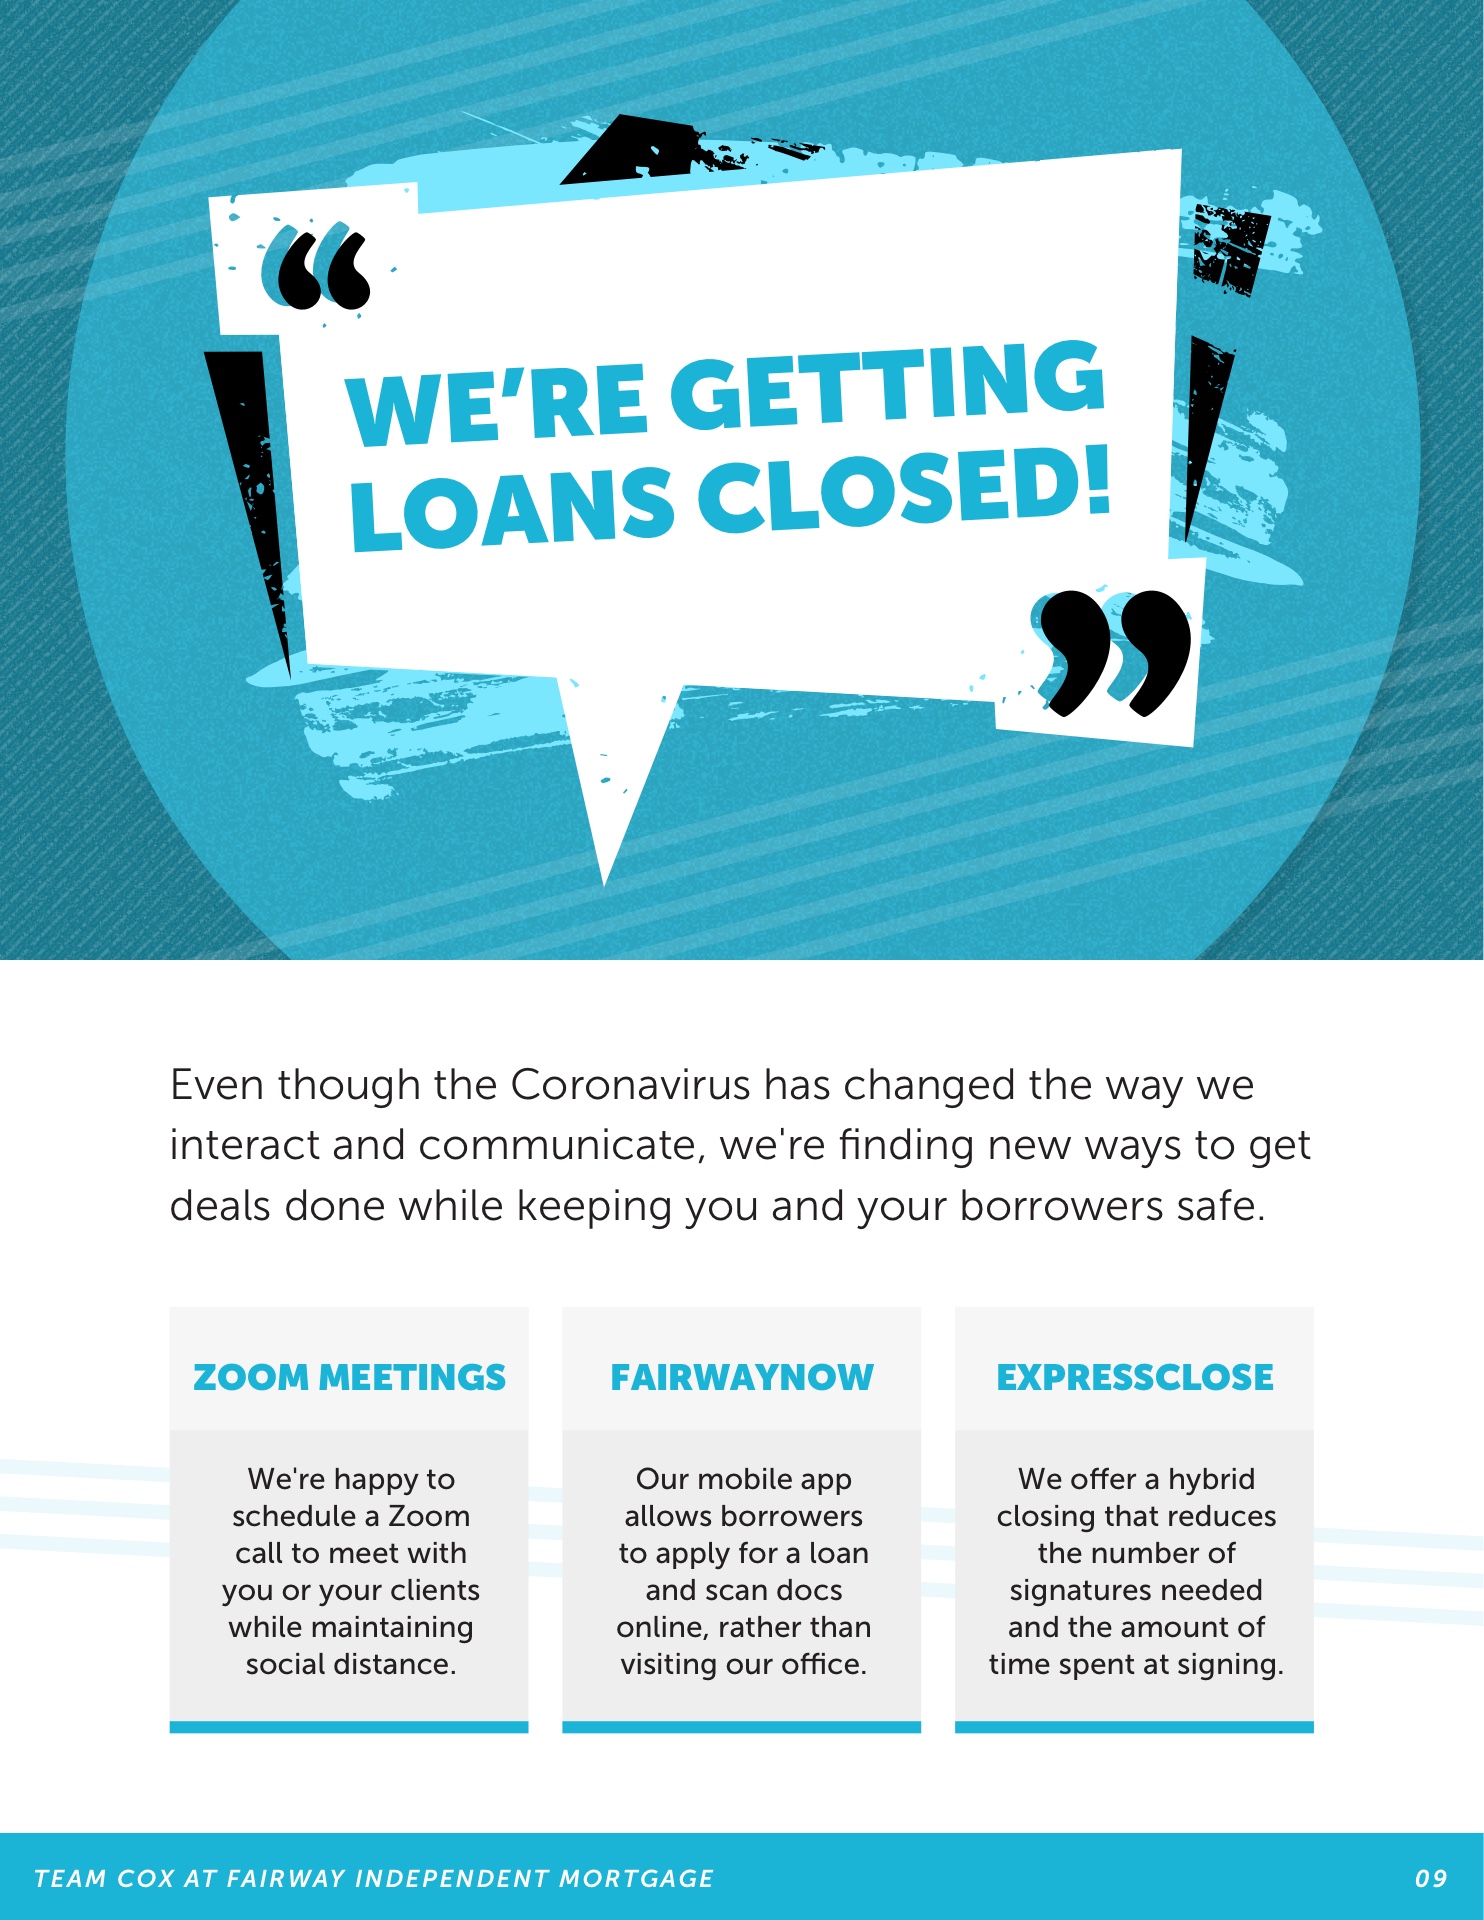 “
WE’RE GETTING
LOANS CLOSED!
”
Even though the Coronavirus has changed the way we
interact and communicate, we're finding new ways to get
deals done while keeping you and your borrowers safe.
ZOOM MEETINGS
We're happy to
schedule a Zoom
call to meet with
you or your clients
while maintaining
social distance.
FAIRWAYNOW
Our mobile app
allows borrowers
to apply for a loan
and scan docs
online, rather than
visiting our office.
EXPRESSCLOSE
We offer a hybrid
closing that reduces
the number of
signatures needed
and the amount of
time spent at signing.
TEAM COX AT FAIRWAY INDEPENDENT MORTGAGE
09